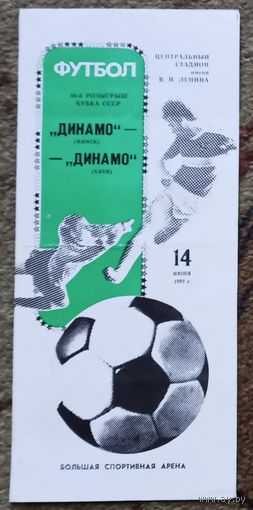 ФУТБОЛ
46-й РОЗЫГРЫШ
КУБКА СССР
„ДИНАМО“ —
(МИНСК)
— „ДИНАМО“
(КИЕВ)
ЦЕНТРАЛЬНЫЙ
СТАДИОН
ИМЕНИ
В. И. ЛЕНИНА
14
ИЮНЯ
1987 г.
БОЛЬШАЯ СПОРТИВНАЯ АРЕНА